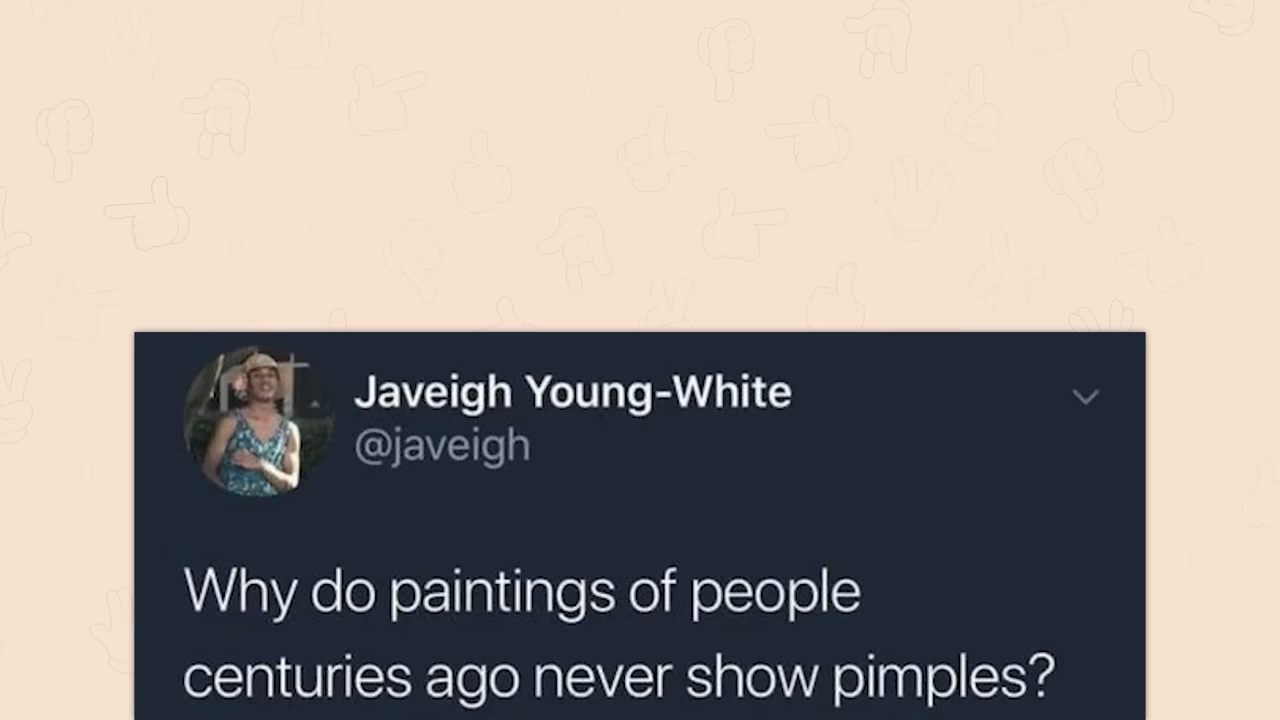 Javeigh Young-White
@javeigh
Why do paintings of people
centuries ago never show pimples?